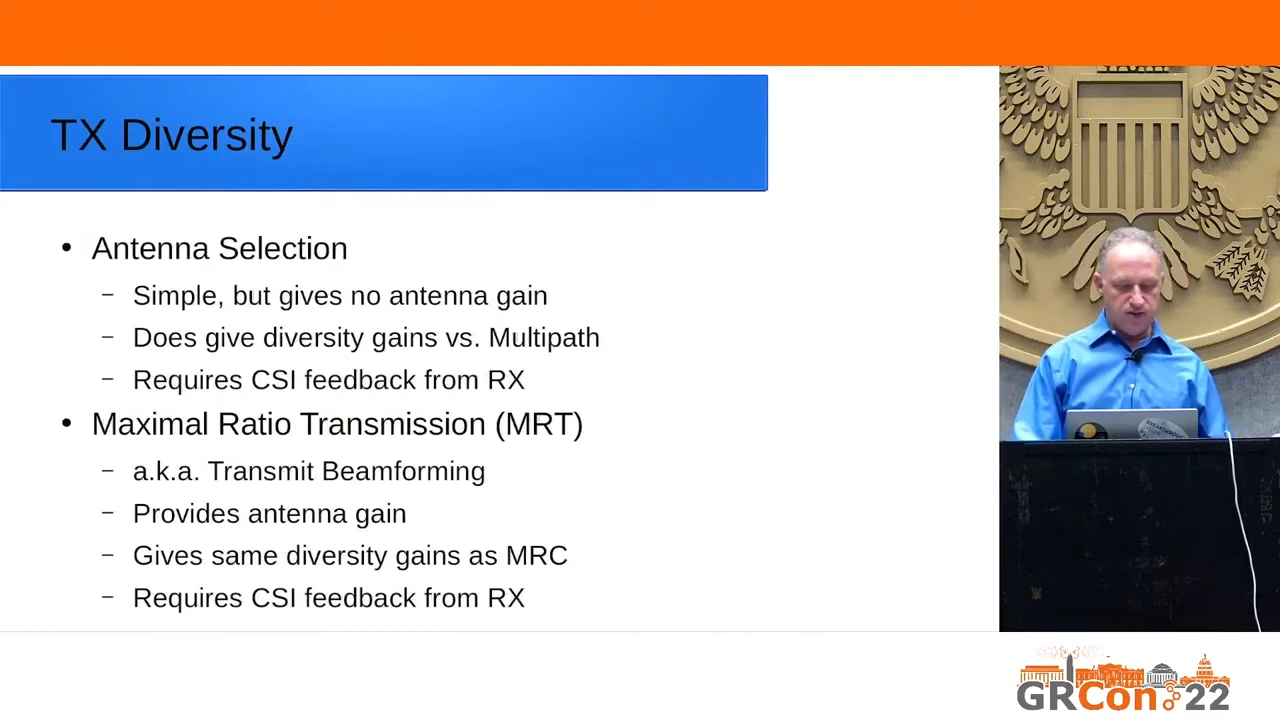 TX Diversity
• Antenna Selection
– Simple, but gives no antenna gain
– Does give diversity gains vs. Multipath
– Requires CSI feedback from RX
• Maximal Ratio Transmission (MRT)
– a.k.a. Transmit Beamforming
– Provides antenna gain
– Gives same diversity gains as MRC
– Requires CSI feedback from RX
GRCon 22